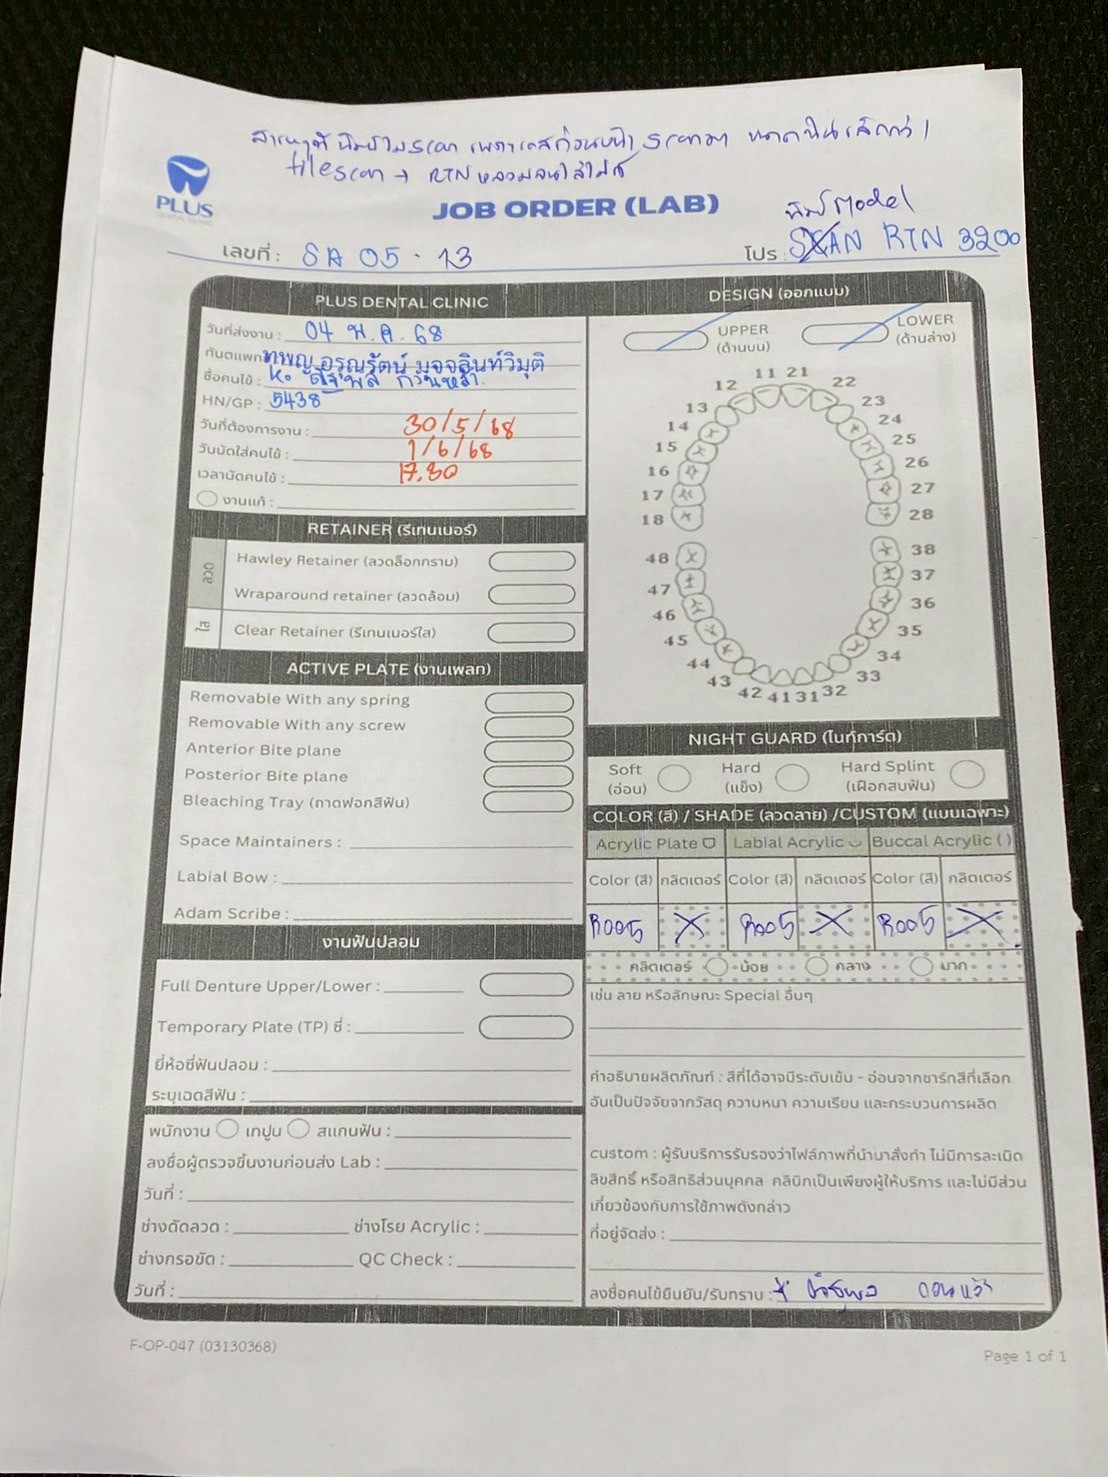 สาเหตุที่ พิมพ์ไม่scan เพราะเคสก่อนหน้า scanมา
filescan → RTN หลวมจนใส่ไม่ได้
PLUS
DENTAL CLINIC
JOB ORDER (LAB)
พิมพ์ Model
เลขที่ : SA 05 - 13
โปร : SCAN RTN 3200
PLUS DENTAL CLINIC
วันที่ส่งงาน : 04 พ.ค. 68
ทันตแพทย์ ทพญ.อรุณรัตน์ มุจจลินท์วิมุติ
ชื่อคนไข้ : K.
HN/GP : 5438
วันที่ต้องการงาน : 30/5/68
วันนัดใส่คนไข้ : 1/6/68
เวลานัดคนไข้ : 17.30
งานแก้ :
DESIGN (ออกแบบ)
UPPER (ด้านบน)
LOWER (ด้านล่าง)
11 21
12 22
13 23
14 24
15 25
16 26
17 27
18 28
48 38
47 37
46 36
45 35
44 34
43 33
42 41 31 32
RETAINER (รีเทนเนอร์)
ลวด
Hawley Retainer (ลวดล็อกกราม)
Wraparound retainer (ลวดล้อม)
ใส
Clear Retainer (รีเทนเนอร์ใส)
ACTIVE PLATE (งานเพลท)
Removable With any spring
Removable With any screw
Anterior Bite plane
Posterior Bite plane
Bleaching Tray (ถาดฟอกสีฟัน)
Space Maintainers :
Labial Bow :
Adam Scribe :
งานฟันปลอม
Full Denture Upper/Lower :
Temporary Plate (TP) ซี่ :
ยี่ห้อซี่ฟันปลอม :
ระบุเฉดสีฟัน :
พนักงาน เทปูน สแกนฟัน :
ลงชื่อผู้ตรวจชิ้นงานก่อนส่ง Lab :
วันที่ :
ช่างดัดลวด : ช่างโรย Acrylic :
ช่างกรอขัด : QC Check :
วันที่ :
NIGHT GUARD (ไนท์การ์ด)
Soft (อ่อน)
Hard (แข็ง)
Hard Splint (เฝือกสบฟัน)
COLOR (สี) / SHADE (ลวดลาย) /CUSTOM (แบบเฉพาะ)
Acrylic Plate Labial Acrylic Buccal Acrylic ( )
Color (สี) กลิตเตอร์ Color (สี) กลิตเตอร์ Color (สี) กลิตเตอร์
R005 X R005 X R005 X
กลิตเตอร์ น้อย กลาง มาก
เช่น ลาย หรือลักษณะ Special อื่นๆ
คำอธิบายผลิตภัณฑ์ : สีที่ได้อาจมีระดับเข้ม - อ่อนจากชาร์ทสีที่เลือก
อันเป็นปัจจัยจากวัสดุ ความหนา ความเรียบ และกระบวนการผลิต
custom : ผู้รับบริการรับรองว่าไฟล์ภาพที่นำมาสั่งทำ ไม่มีการละเมิด
ลิขสิทธิ์ หรือสิทธิส่วนบุคคล คลินิกเป็นเพียงผู้ให้บริการ และไม่มีส่วน
เกี่ยวข้องกับการใช้ภาพดังกล่าว
ที่อยู่จัดส่ง :
ลงชื่อคนไข้ยืนยัน/รับทราบ :
F-OP-047 (03130368)
Page 1 of 1